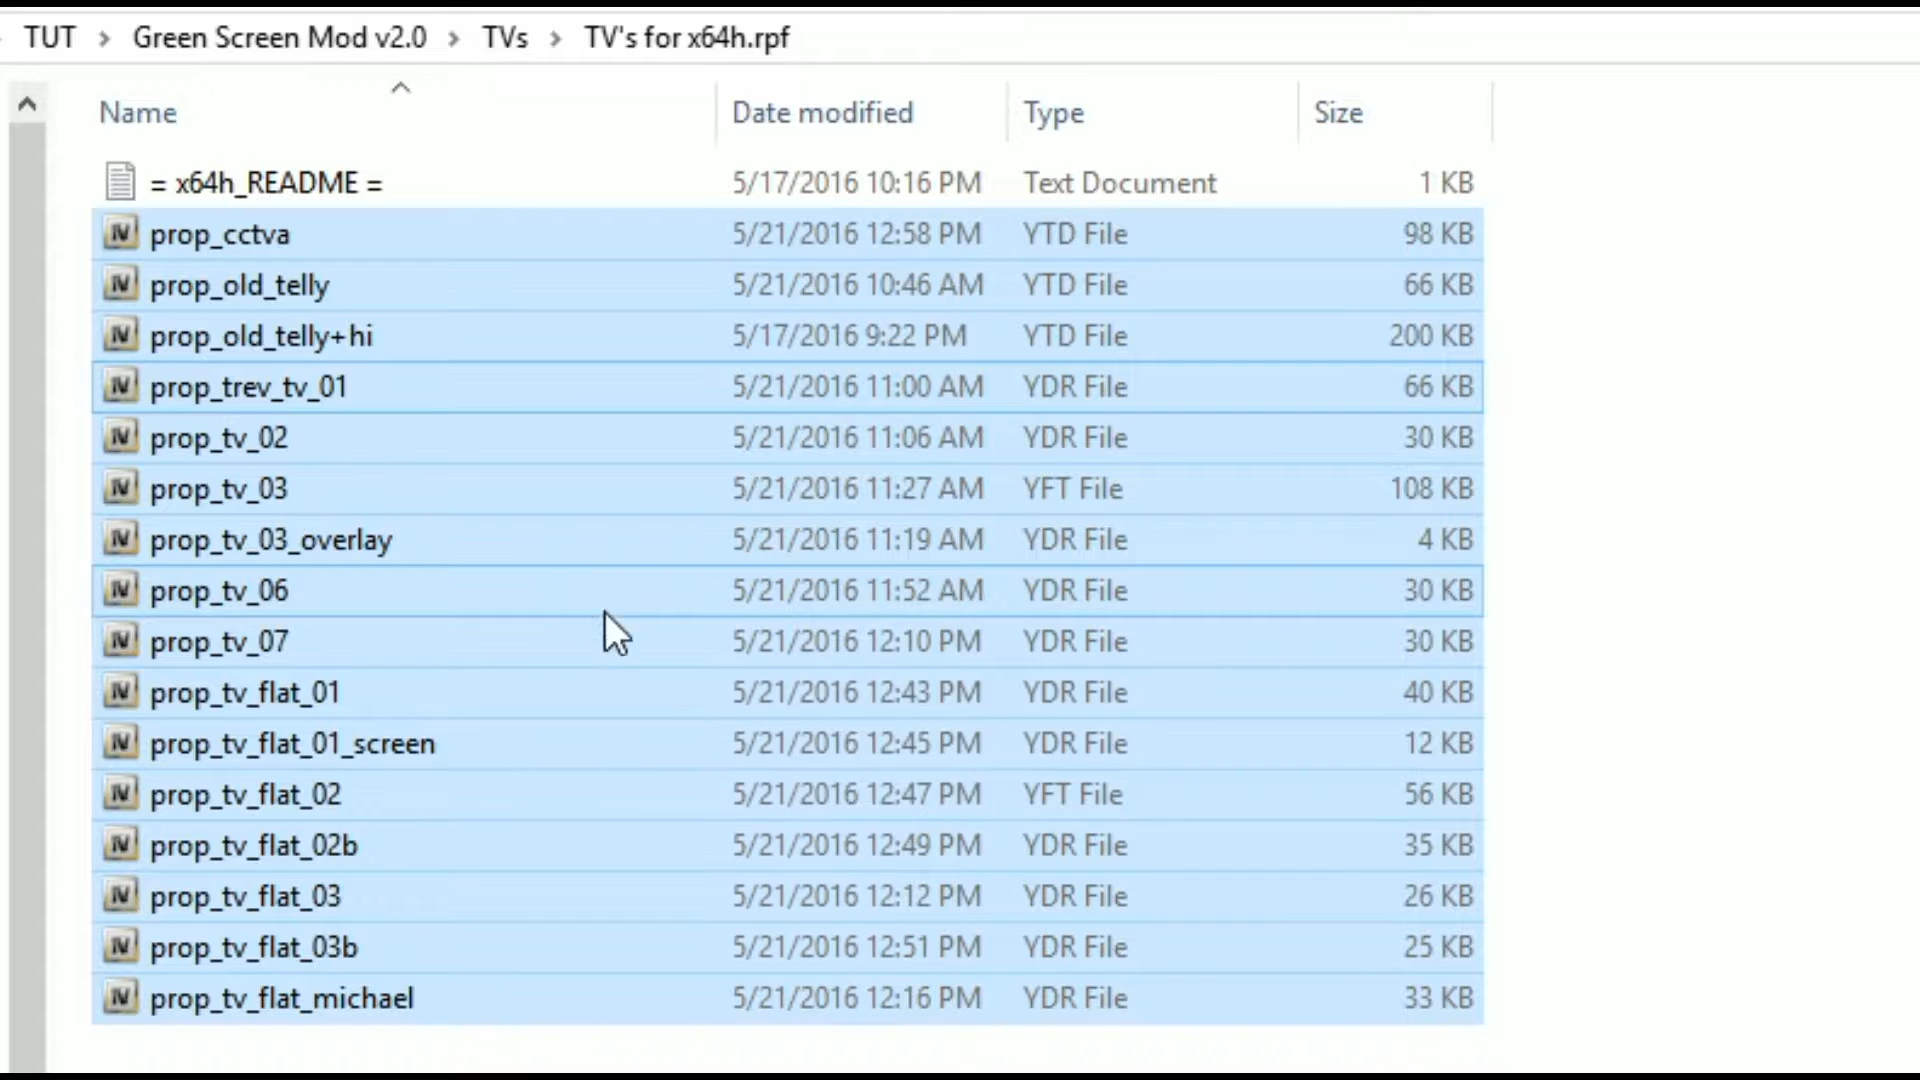 TUT > Green Screen Mod v2.0 > TVs > TV's for x64h.rpf
Name Date modified Type Size
= x64h_README = 5/17/2016 10:16 PM Text Document 1 KB
prop_cctva 5/21/2016 12:58 PM YTD File 98 KB
prop_old_telly 5/21/2016 10:46 AM YTD File 66 KB
prop_old_telly+hi 5/17/2016 9:22 PM YTD File 200 KB
prop_trev_tv_01 5/21/2016 11:00 AM YDR File 66 KB
prop_tv_02 5/21/2016 11:06 AM YDR File 30 KB
prop_tv_03 5/21/2016 11:27 AM YFT File 108 KB
prop_tv_03_overlay 5/21/2016 11:19 AM YDR File 4 KB
prop_tv_06 5/21/2016 11:52 AM YDR File 30 KB
prop_tv_07 5/21/2016 12:10 PM YDR File 30 KB
prop_tv_flat_01 5/21/2016 12:43 PM YDR File 40 KB
prop_tv_flat_01_screen 5/21/2016 12:45 PM YDR File 12 KB
prop_tv_flat_02 5/21/2016 12:47 PM YFT File 56 KB
prop_tv_flat_02b 5/21/2016 12:49 PM YDR File 35 KB
prop_tv_flat_03 5/21/2016 12:12 PM YDR File 26 KB
prop_tv_flat_03b 5/21/2016 12:51 PM YDR File 25 KB
prop_tv_flat_michael 5/21/2016 12:16 PM YDR File 33 KB